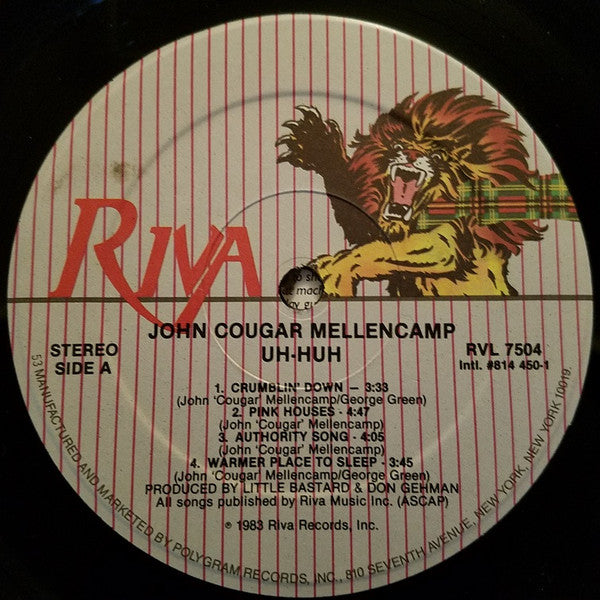 RIVA
JOHN COUGAR MELLENCAMP
UH-HUH
STEREO
SIDE A
RVL 7504
Intl. #814 450-1
1. CRUMBLIN' DOWN – 3:33
(John 'Cougar' Mellencamp/George Green)
2. PINK HOUSES - 4:47
(John 'Cougar' Mellencamp)
3. AUTHORITY SONG - 4:05
(John 'Cougar' Mellencamp)
4. WARMER PLACE TO SLEEP - 3:45
(John 'Cougar' Mellencamp/George Green)
PRODUCED BY LITTLE BASTARD & DON GEHMAN
All songs published by Riva Music Inc. (ASCAP)
℗ 1983 Riva Records, Inc.
53 MANUFACTURED AND MARKETED BY POLYGRAM RECORDS, INC., 810 SEVENTH AVENUE, NEW YORK, NEW YORK 10019.